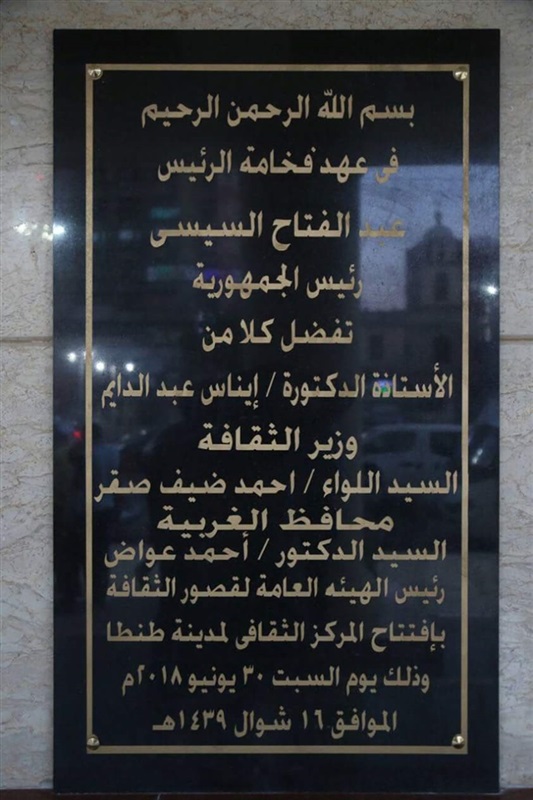 بسم الله الرحمن الرحيم
فى عهد فخامة الرئيس
عبد الفتاح السيسى
رئيس الجمهورية
تفضل كلا من
الأستاذة الدكتورة / إيناس عبد الدايم
وزير الثقافة
السيد اللواء / احمد ضيف صقر
محافظ الغربية
السيد الدكتور / أحمد عواض
رئيس الهيئه العامة لقصور الثقافة
بإفتتاح المركز الثقافى لمدينة طنطا
وذلك يوم السبت ٣٠ يونيو ٢٠١٨م
الموافق ١٦ شوال ١٤٣٩هـ